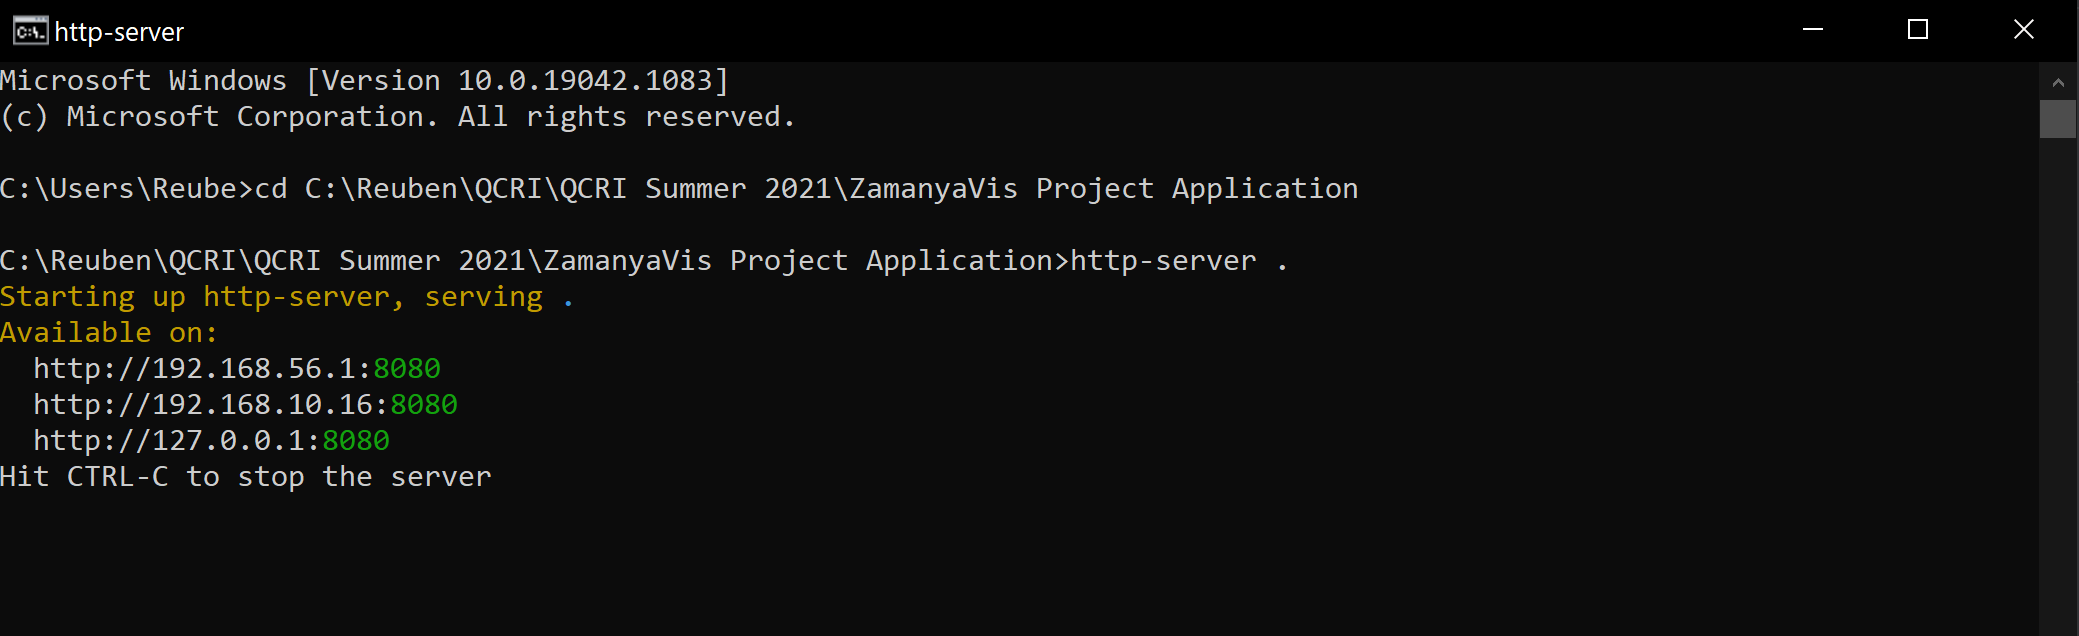 http-server
Microsoft Windows [Version 10.0.19042.1083]
(c) Microsoft Corporation. All rights reserved.
C:\Users\Reube>cd C:\Reuben\QCRI\QCRI Summer 2021\ZamanyaVis Project Application
C:\Reuben\QCRI\QCRI Summer 2021\ZamanyaVis Project Application>http-server .
Starting up http-server, serving .
Available on:
  http://192.168.56.1:8080
  http://192.168.10.16:8080
  http://127.0.0.1:8080
Hit CTRL-C to stop the server